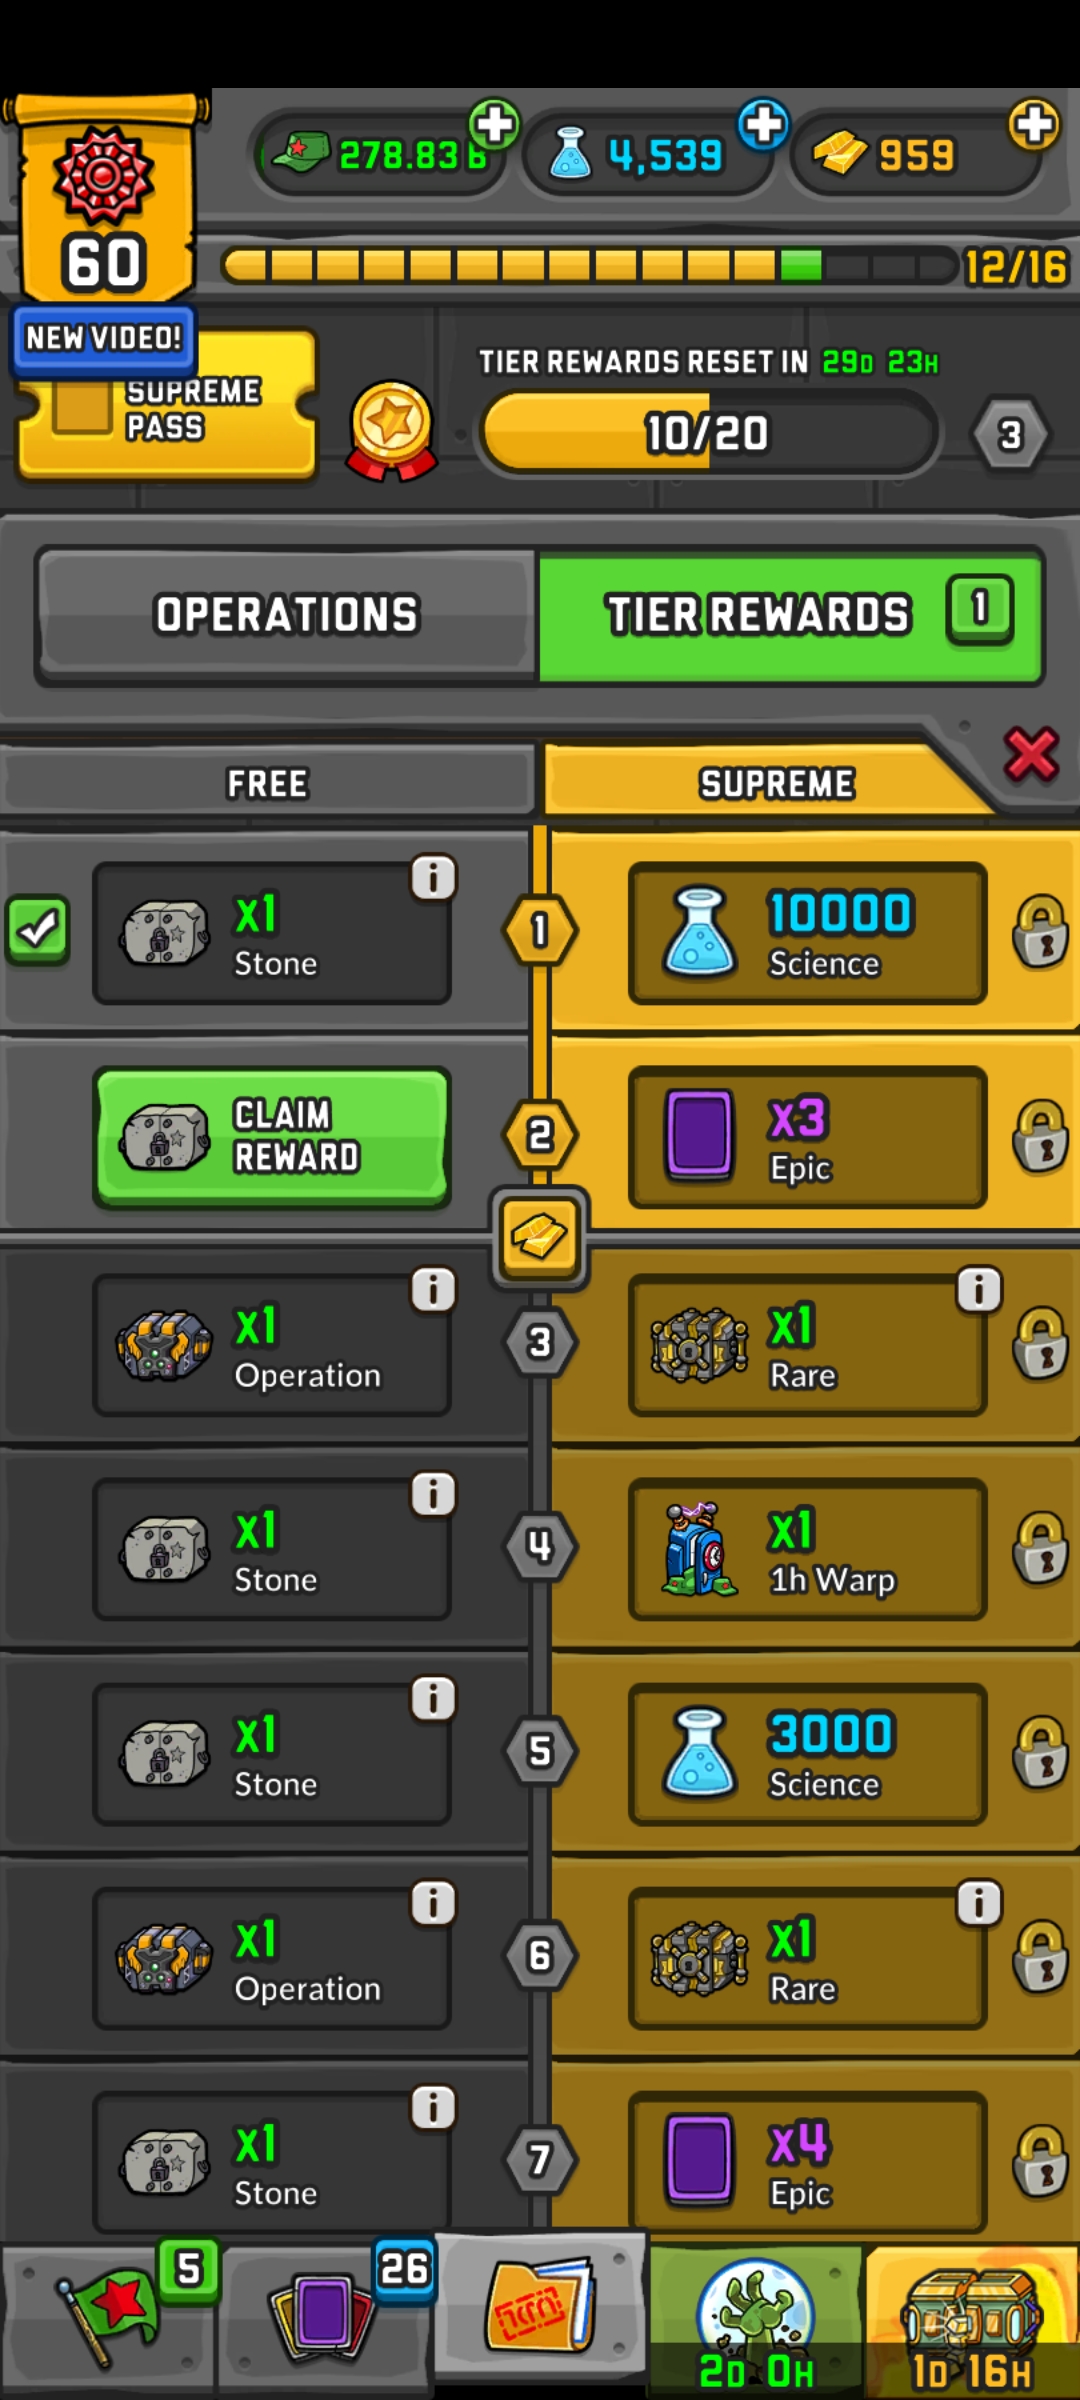 278.83 B
4,539
959
60
12/16
NEW VIDEO!
SUPREME
PASS
TIER REWARDS RESET IN 29D 23H
10/20
3
OPERATIONS
TIER REWARDS
1
FREE
SUPREME
x1
Stone
1
10000
Science
CLAIM
REWARD
2
x3
Epic
x1
Operation
3
x1
Rare
x1
Stone
4
x1
1h Warp
x1
Stone
5
3000
Science
x1
Operation
6
x1
Rare
x1
Stone
7
x4
Epic
5
26
2D 0H
1D 16H